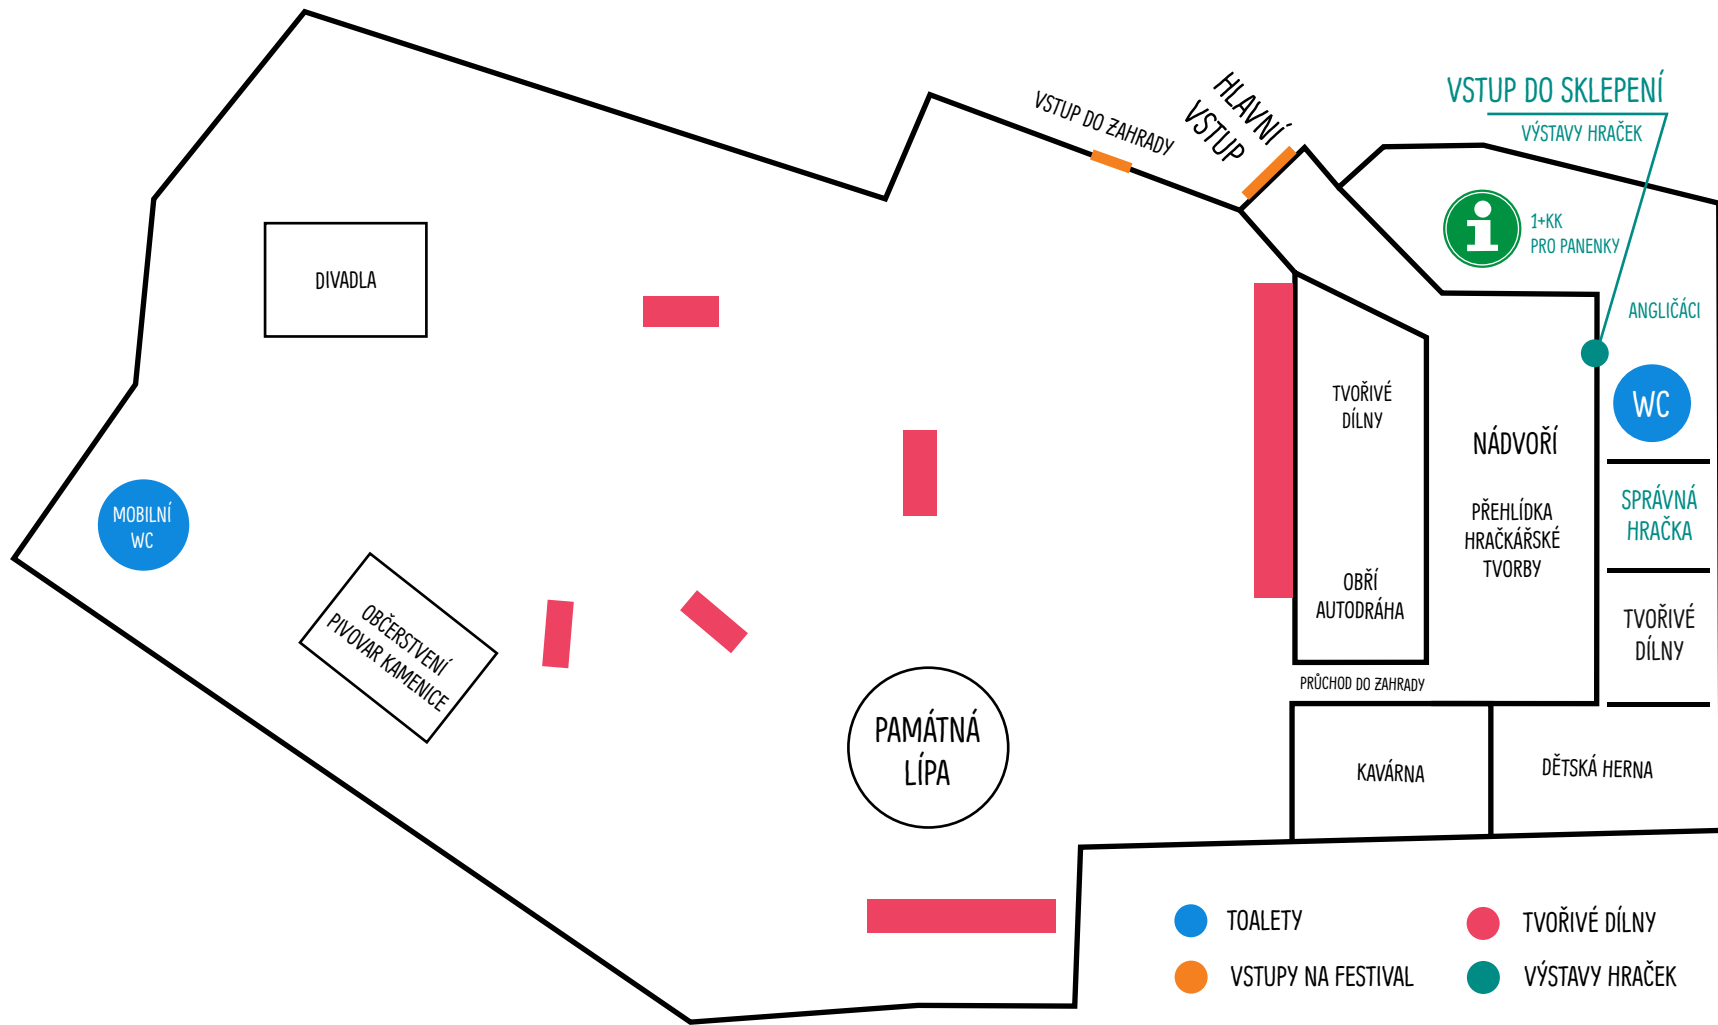 VSTUP DO ZAHRADY
HLAVNÍ
VSTUP
VSTUP DO SKLEPENÍ
VÝSTAVY HRAČEK
1+KK
PRO PANENKY
ANGLIČÁCI
DIVADLA
TVOŘIVÉ
DÍLNY
WC
NÁDVOŘÍ
PŘEHLÍDKA
HRAČKÁŘSKÉ
TVORBY
SPRÁVNÁ
HRAČKA
MOBILNÍ
WC
OBŘÍ
AUTODRÁHA
TVOŘIVÉ
DÍLNY
OBČERSTVENÍ
PIVOVAR KAMENICE
PRŮCHOD DO ZAHRADY
PAMÁTNÁ
LÍPA
KAVÁRNA
DĚTSKÁ HERNA
TOALETY
TVOŘIVÉ DÍLNY
VSTUPY NA FESTIVAL
VÝSTAVY HRAČEK